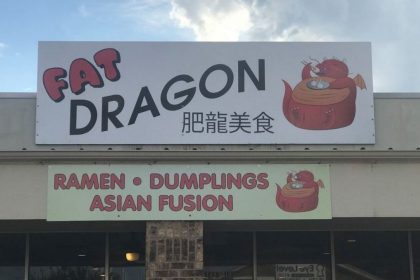 FAT
DRAGON
肥龍美食
RAMEN • DUMPLINGS
ASIAN FUSION